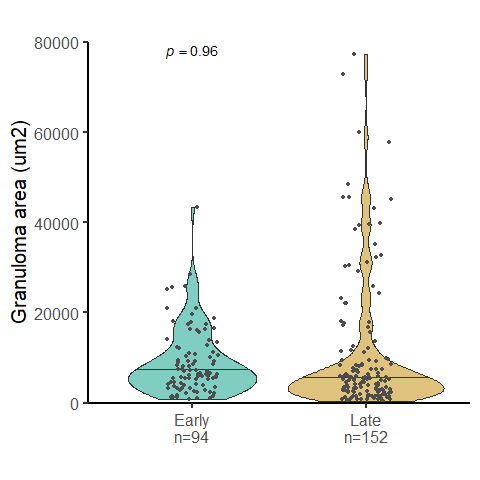 80000
p = 0.96
60000
40000
20000
0
Granuloma area (um2)
Early
n=94
Late
n=152